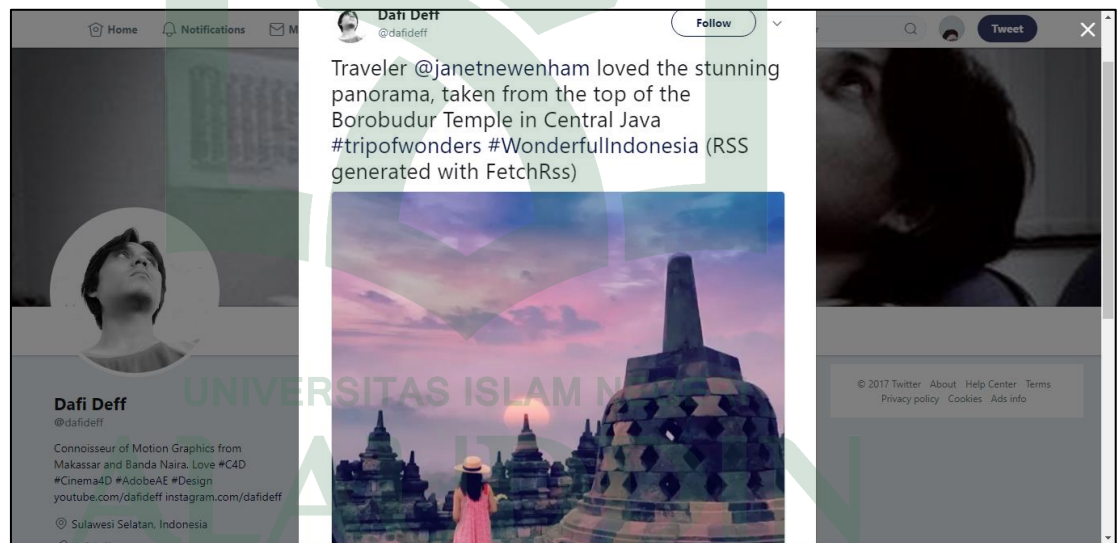 Home Notifications M
Tweet
Dafi Deff
@dafideff
Follow
Traveler @janetnewenham loved the stunning
panorama, taken from the top of the
Borobudur Temple in Central Java
#tripofwonders #WonderfulIndonesia (RSS
generated with FetchRss)
Dafi Deff
@dafideff
Connoisseur of Motion Graphics from
Makassar and Banda Naira. Love #C4D
#Cinema4D #AdobeAE #Design
youtube.com/dafideff instagram.com/dafideff
Sulawesi Selatan, Indonesia
© 2017 Twitter About Help Center Terms
Privacy policy Cookies Ads info
UNIVERSITAS ISLAM